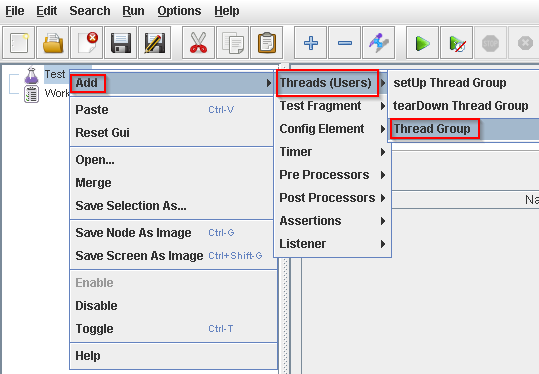 File Edit Search Run Options Help
Test
Work
Add
Paste Ctrl-V
Reset Gui
Open...
Merge
Save Selection As...
Save Node As Image Ctrl-G
Save Screen As Image Ctrl+Shift-G
Enable
Disable
Toggle Ctrl-T
Help
Threads (Users)
Test Fragment
Config Element
Timer
Pre Processors
Post Processors
Assertions
Listener
setUp Thread Group
tearDown Thread Group
Thread Group
Na